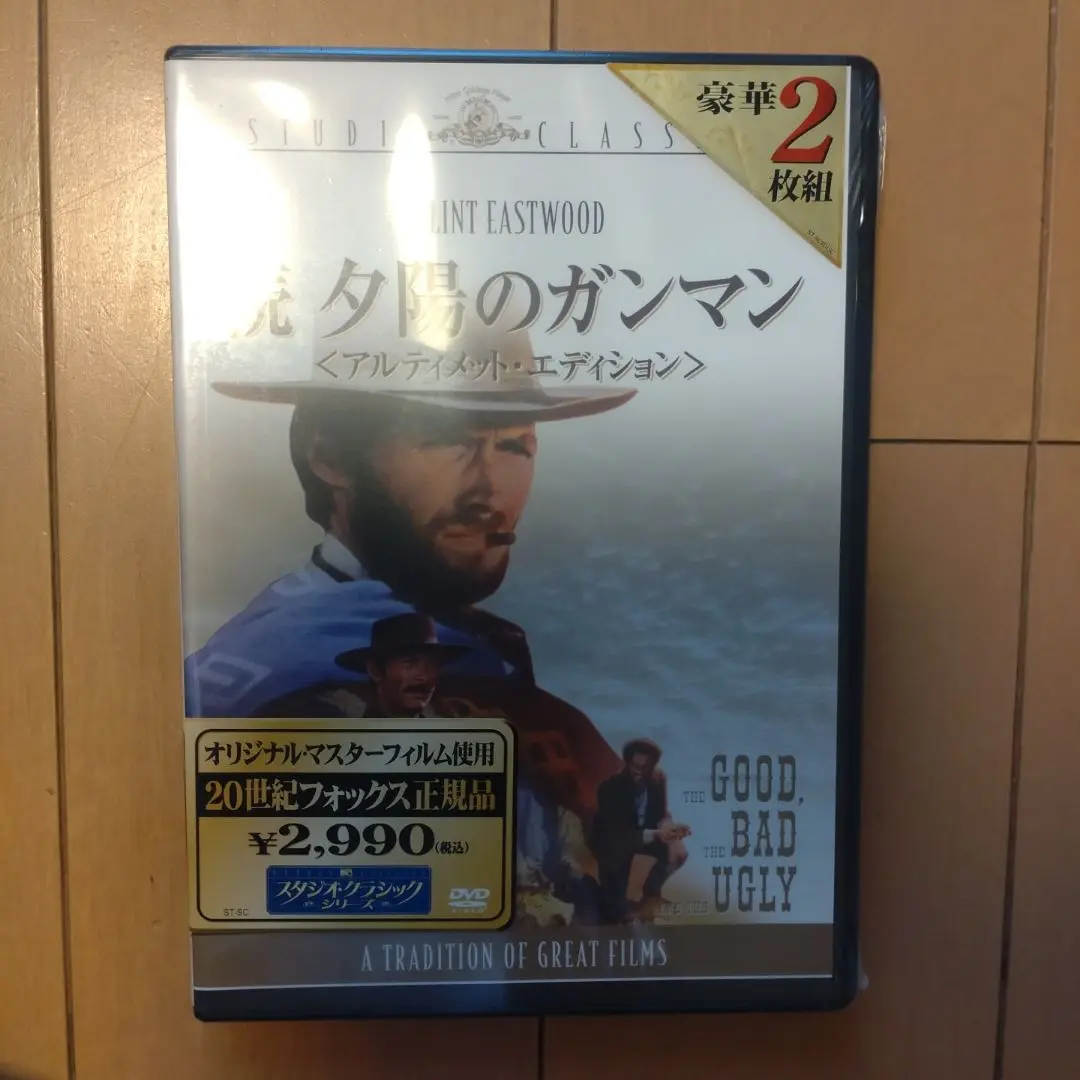 豪華2枚組
STUDI CLASS
LINT EASTWOOD
続 夕陽のガンマン
<アルティメット・エディション>
オリジナル・マスターフィルム使用
20世紀フォックス正規品
¥2,990(税込)
スタジオ・クラシック
シリーズ
DVD
VIDEO
ST-SC
THE GOOD,
THE BAD
UGLY
A TRADITION OF GREAT FILMS